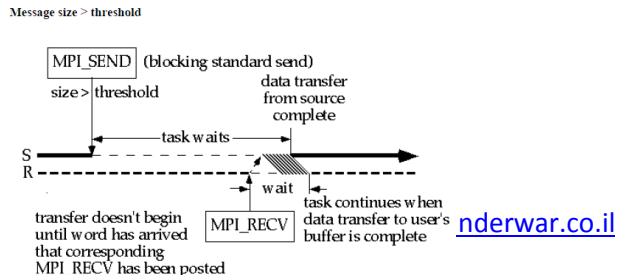 Message size > threshold
MPI_SEND (blocking standard send)
size > threshold
data transfer
from source
complete
task waits
S
R
wait
transfer doesn't begin
until word has arrived
that corresponding
MPI_RECV has been posted
MPI_RECV
task continues when
data transfer to user's
buffer is complete
nderwar.co.il